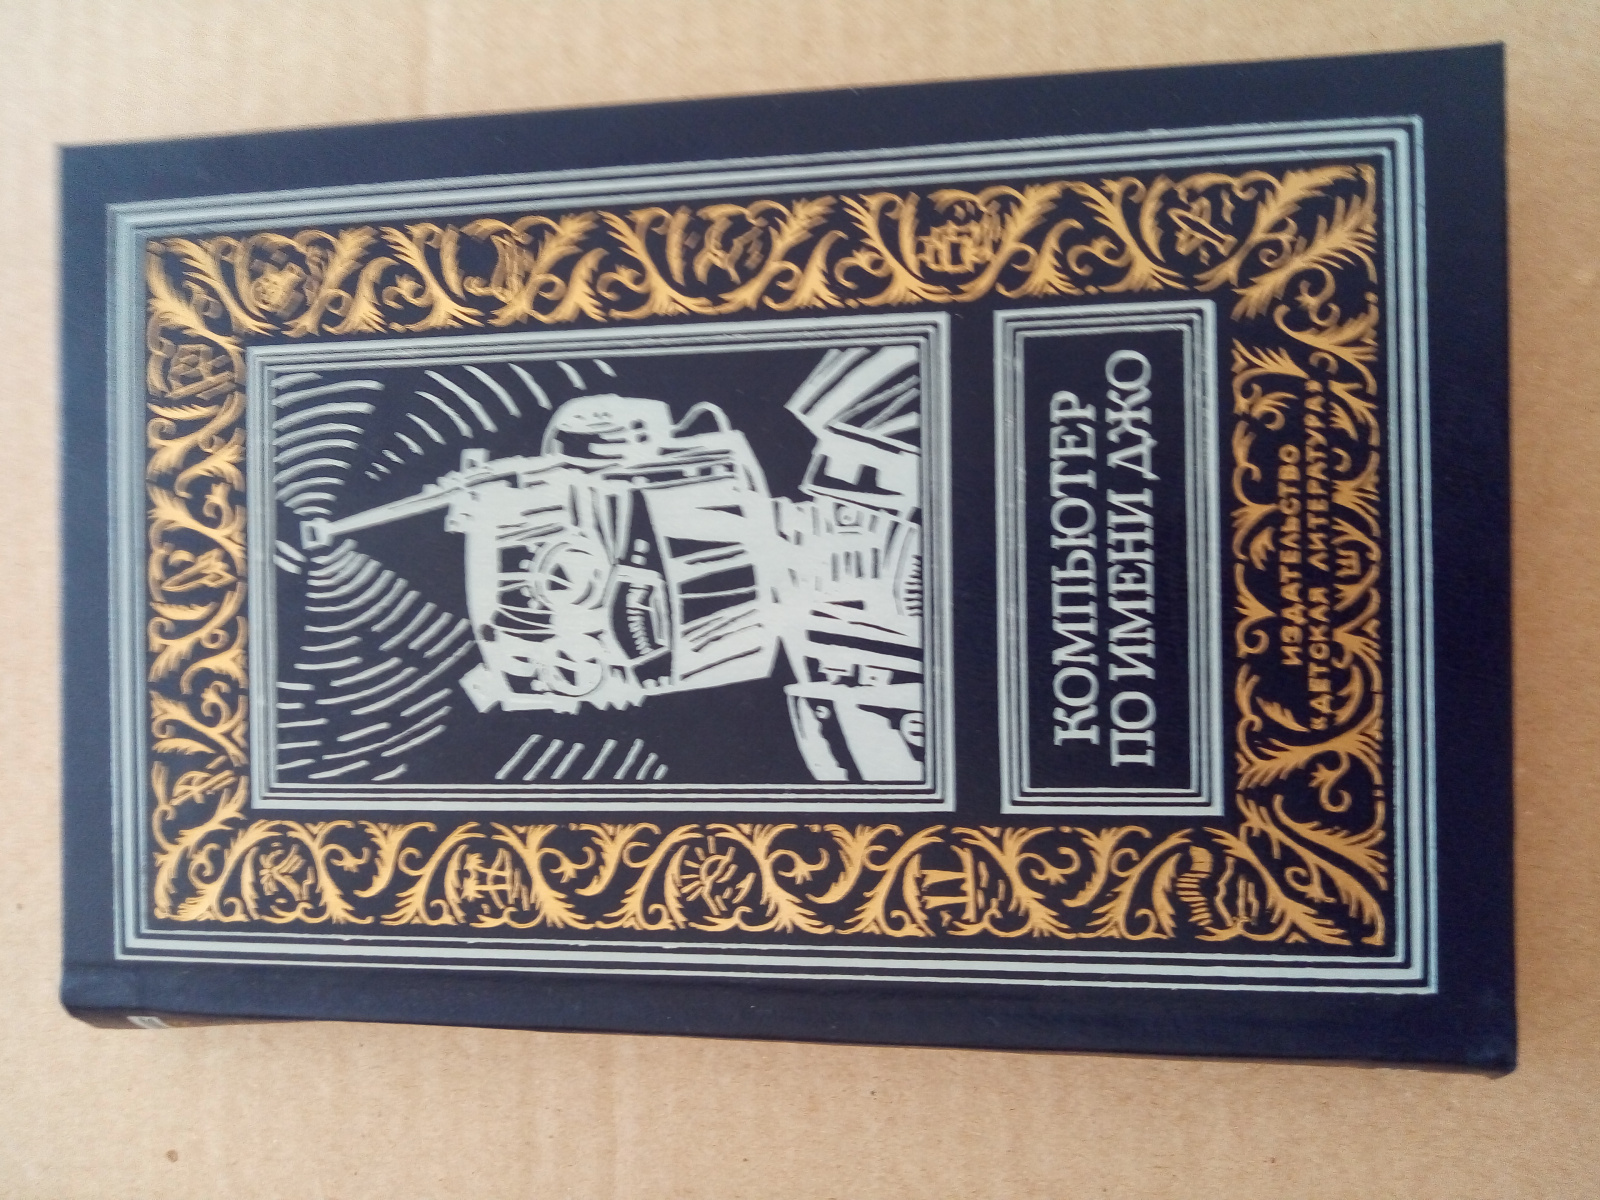 КОМПЬЮТЕР
ПО ИМЕНИ ДЖО
ИЗДАТЕЛЬСТВО
«ДЕТСКАЯ ЛИТЕРАТУРА»